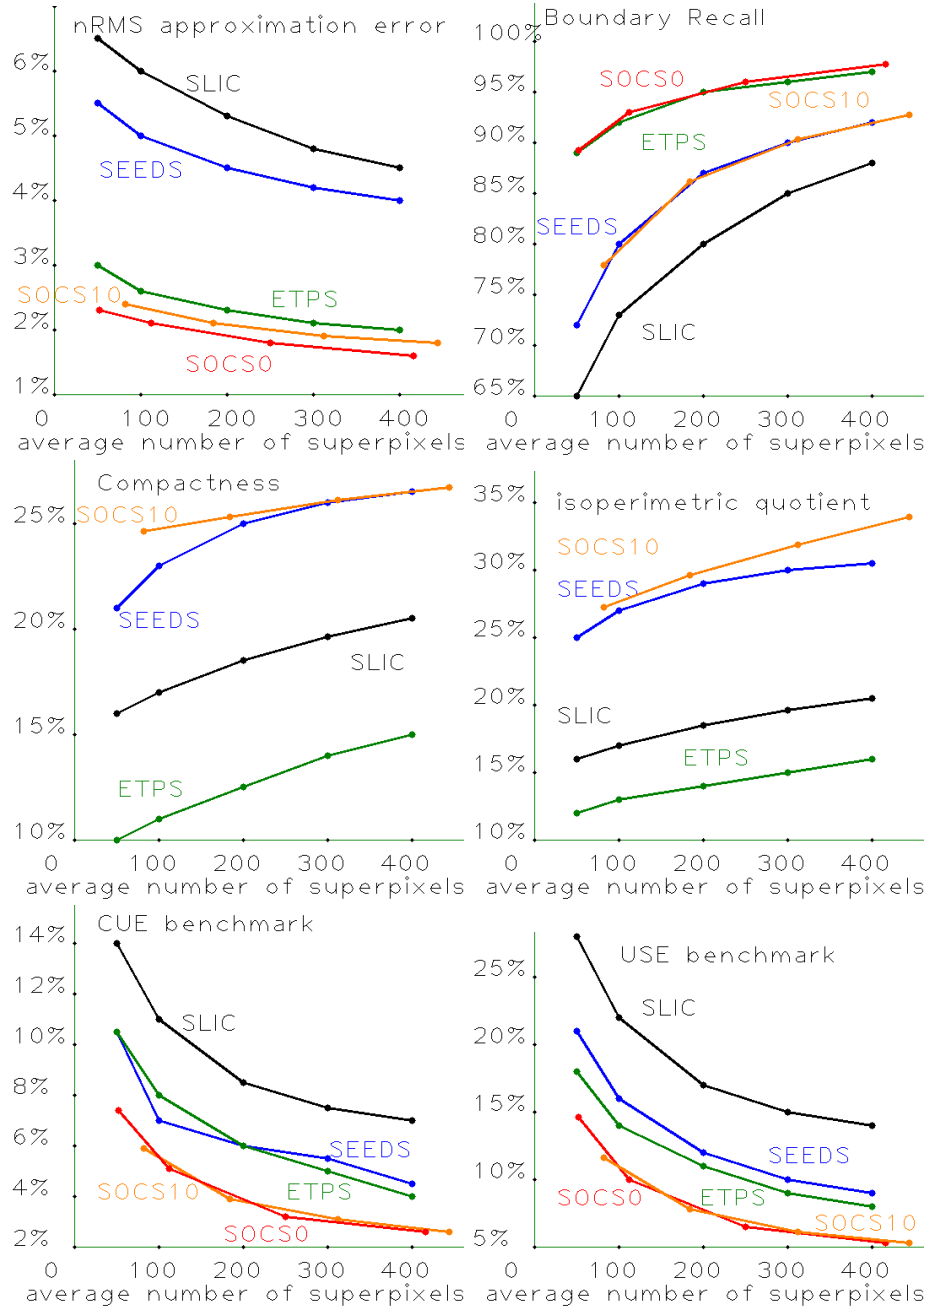 nRMS approximation error
6%
5%
4%
3%
2%
1%
SLIC
SEEDS
SOCS10
ETPS
SOCS0
0 100 200 300 400
average number of superpixels
Boundary Recall
100%
95%
90%
85%
80%
75%
70%
65%
SOCS0
SOCS10
ETPS
SEEDS
SLIC
0 100 200 300 400
average number of superpixels
Compactness
25%
20%
15%
10%
SOCS10
SEEDS
SLIC
ETPS
0 100 200 300 400
average number of superpixels
isoperimetric quotient
35%
30%
25%
20%
15%
10%
SOCS10
SEEDS
SLIC
ETPS
0 100 200 300 400
average number of superpixels
CUE benchmark
14%
12%
10%
8%
6%
4%
2%
SLIC
SEEDS
ETPS
SOCS10
SOCS0
0 100 200 300 400
average number of superpixels
USE benchmark
25%
20%
15%
10%
5%
SLIC
SEEDS
SOCS0
ETPS
SOCS10
0 100 200 300 400
average number of superpixels